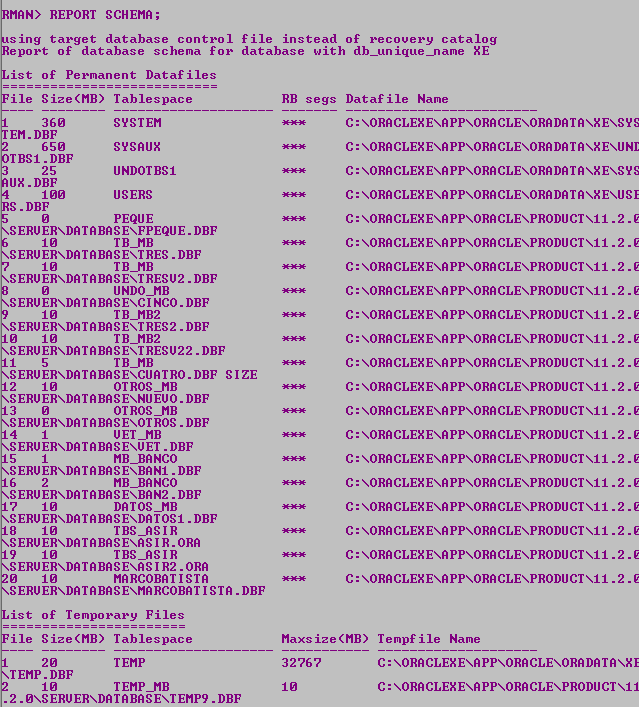 RMAN> REPORT SCHEMA;
using target database control file instead of recovery catalog
Report of database schema for database with db_unique_name XE
List of Permanent Datafiles
===========================
File Size(MB) Tablespace           RB segs Datafile Name
---- -------- -------------------- ------- ------------------------
1    360      SYSTEM               ***     C:\ORACLEXE\APP\ORACLE\ORADATA\XE\SYS
TEM.DBF
2    650      SYSAUX               ***     C:\ORACLEXE\APP\ORACLE\ORADATA\XE\UND
OTBS1.DBF
3    25       UNDOTBS1             ***     C:\ORACLEXE\APP\ORACLE\ORADATA\XE\SYS
AUX.DBF
4    100      USERS                ***     C:\ORACLEXE\APP\ORACLE\ORADATA\XE\USE
RS.DBF
5    0        PEQUE                ***     C:\ORACLEXE\APP\ORACLE\PRODUCT\11.2.0
\SERVER\DATABASE\FPEQUE.DBF
6    10       TB_MB                ***     C:\ORACLEXE\APP\ORACLE\PRODUCT\11.2.0
\SERVER\DATABASE\TRES.DBF
7    10       TB_MB                ***     C:\ORACLEXE\APP\ORACLE\PRODUCT\11.2.0
\SERVER\DATABASE\TRESV2.DBF
8    0        UNDO_MB              ***     C:\ORACLEXE\APP\ORACLE\PRODUCT\11.2.0
\SERVER\DATABASE\CINCO.DBF
9    10       TB_MB2               ***     C:\ORACLEXE\APP\ORACLE\PRODUCT\11.2.0
\SERVER\DATABASE\TRES2.DBF
10   10       TB_MB2               ***     C:\ORACLEXE\APP\ORACLE\PRODUCT\11.2.0
\SERVER\DATABASE\TRESV22.DBF
11   5        TB_MB                ***     C:\ORACLEXE\APP\ORACLE\PRODUCT\11.2.0
\SERVER\DATABASE\CUATRO.DBF SIZE
12   10       OTROS_MB             ***     C:\ORACLEXE\APP\ORACLE\PRODUCT\11.2.0
\SERVER\DATABASE\NUEVO.DBF
13   0        OTROS_MB             ***     C:\ORACLEXE\APP\ORACLE\PRODUCT\11.2.0
\SERVER\DATABASE\OTROS.DBF
14   1        VET_MB               ***     C:\ORACLEXE\APP\ORACLE\PRODUCT\11.2.0
\SERVER\DATABASE\VET.DBF
15   1        MB_BANCO             ***     C:\ORACLEXE\APP\ORACLE\PRODUCT\11.2.0
\SERVER\DATABASE\BAN1.DBF
16   2        MB_BANCO             ***     C:\ORACLEXE\APP\ORACLE\PRODUCT\11.2.0
\SERVER\DATABASE\BAN2.DBF
17   10       DATOS_MB             ***     C:\ORACLEXE\APP\ORACLE\PRODUCT\11.2.0
\SERVER\DATABASE\DATOS1.DBF
18   10       TBS_ASIR             ***     C:\ORACLEXE\APP\ORACLE\PRODUCT\11.2.0
\SERVER\DATABASE\ASIR.ORA
19   10       TBS_ASIR             ***     C:\ORACLEXE\APP\ORACLE\PRODUCT\11.2.0
\SERVER\DATABASE\ASIR2.ORA
20   10       MARCOBATISTA         ***     C:\ORACLEXE\APP\ORACLE\PRODUCT\11.2.0
\SERVER\DATABASE\MARCOBATISTA.DBF
List of Temporary Files
=======================
File Size(MB) Tablespace           Maxsize(MB) Tempfile Name
---- -------- -------------------- ----------- --------------------
1    20       TEMP                 32767       C:\ORACLEXE\APP\ORACLE\ORADATA\XE
\TEMP.DBF
2    10       TEMP_MB              10          C:\ORACLEXE\APP\ORACLE\PRODUCT\11
.2.0\SERVER\DATABASE\TEMP9.DBF